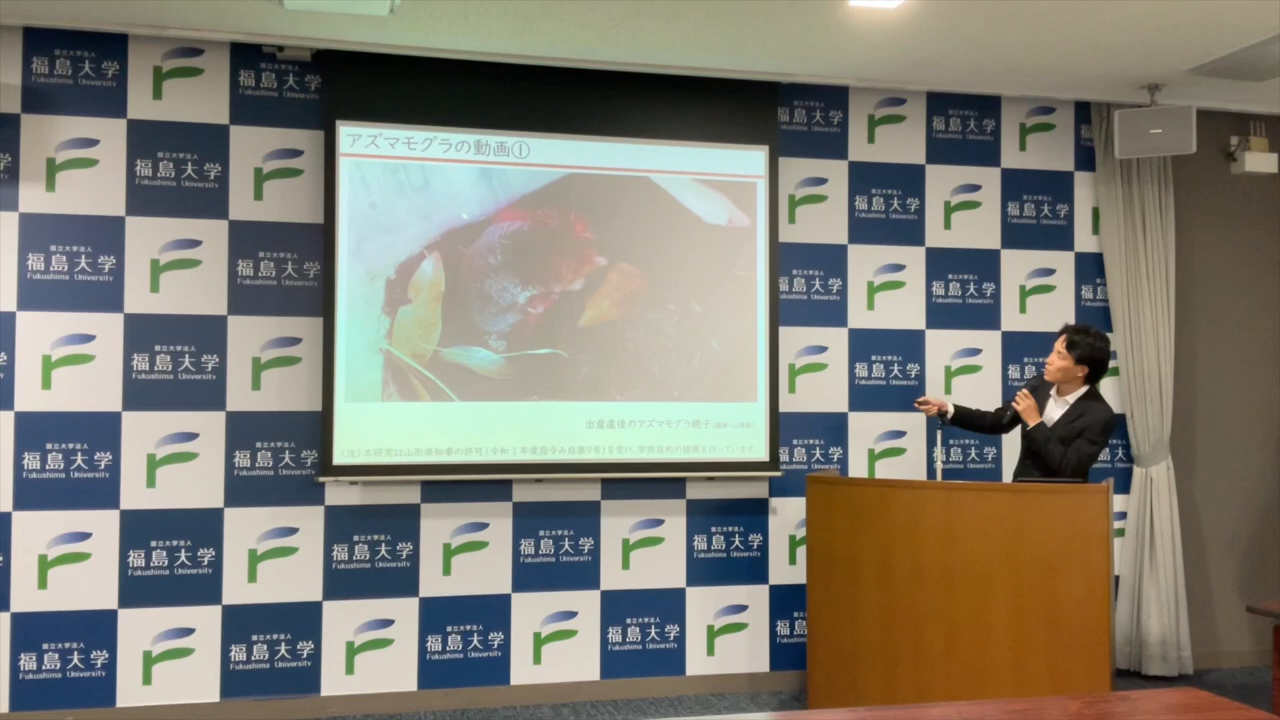 アズマモグラの動画①
出産直後のアズマモグラ親子
(注) 本研究は山形県知事の許可(令和3年度指令み自第9号)を受け、学術目的の捕獲を行っています。
国立大学法人
福島大学
Fukushima University